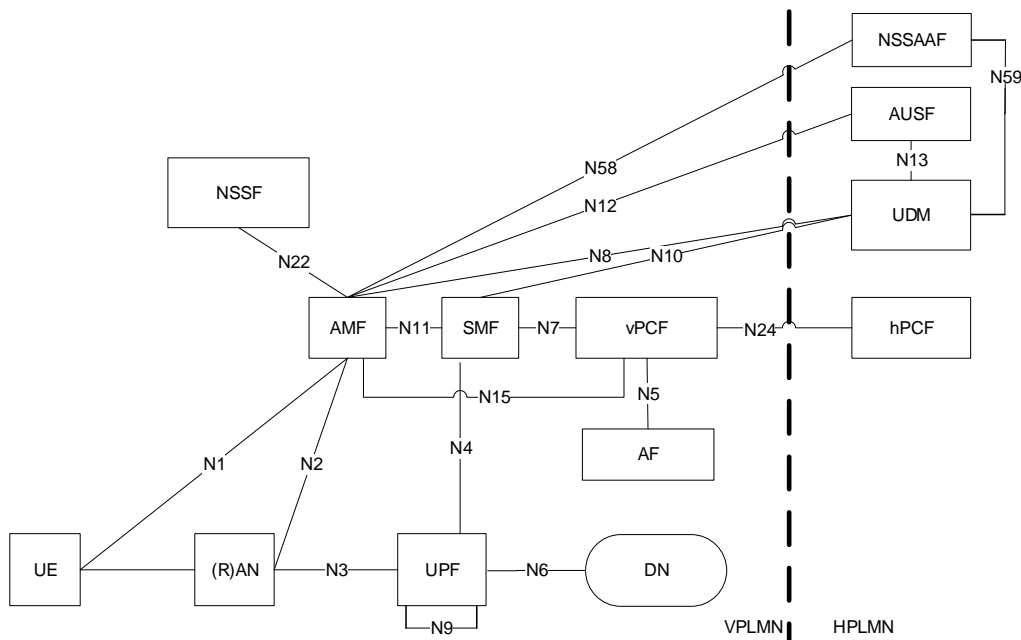 NSSAAF
N59
AUSF
N13
N58
NSSF
N12
UDM
N22
N8
N10
AMF
N11
SMF
N7
vPCF
N24
hPCF
N15
N5
N4
AF
N1
N2
UE
(R)AN
N3
UPF
N6
DN
N9
VPLMN
HPLMN